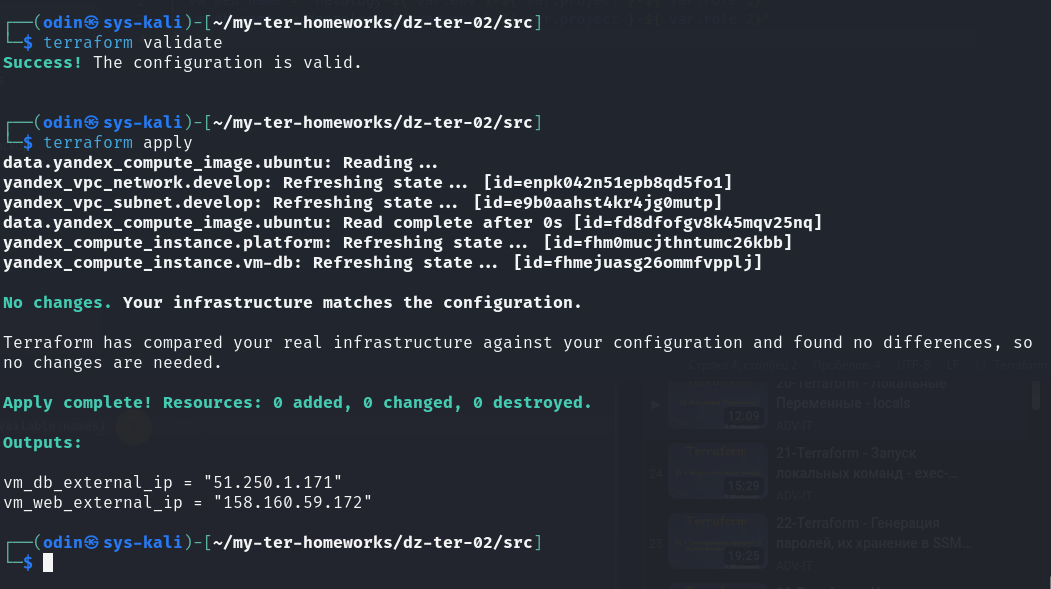 ┌──(odin㉿sys-kali)-[~/my-ter-homeworks/dz-ter-02/src]
└─$ terraform validate
Success! The configuration is valid.
┌──(odin㉿sys-kali)-[~/my-ter-homeworks/dz-ter-02/src]
└─$ terraform apply
data.yandex_compute_image.ubuntu: Reading...
yandex_vpc_network.develop: Refreshing state... [id=enpk042n51epb8qd5fo1]
yandex_vpc_subnet.develop: Refreshing state... [id=e9b0aahst4kr4jg0mutp]
data.yandex_compute_image.ubuntu: Read complete after 0s [id=fd8dfofgv8k45mqv25nq]
yandex_compute_instance.platform: Refreshing state... [id=fhm0mucjthntumc26kbb]
yandex_compute_instance.vm-db: Refreshing state... [id=fhmejuasg26ommfvpplj]
No changes. Your infrastructure matches the configuration.
Terraform has compared your real infrastructure against your configuration and found no differences, so
no changes are needed.
Apply complete! Resources: 0 added, 0 changed, 0 destroyed.
Outputs:
vm_db_external_ip = "51.250.1.171"
vm_web_external_ip = "158.160.59.172"
┌──(odin㉿sys-kali)-[~/my-ter-homeworks/dz-ter-02/src]
└─$
20-Terraform - Локальные
Переменные - locals
12:09
ADV-IT
21-Terraform - Запуск
локальных команд - exec-...
15:29
ADV-IT
22-Terraform - Генерация
паролей, их хранение в SSM...
19:25
ADV-IT